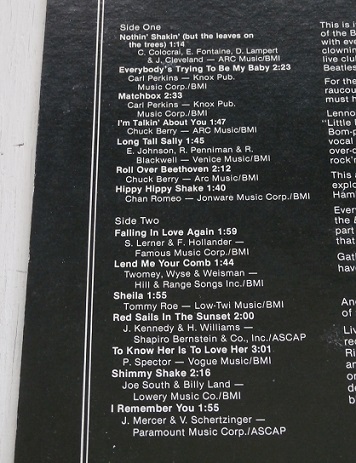 Side One
Nothin' Shakin' (but the leaves on
the trees) 1:14
C. Colocrai, E. Fontaine, D. Lampert
& J. Cleveland — ARC Music/BMI
Everybody's Trying To Be My Baby 2:23
Carl Perkins — Knox Pub.
Music Corp./BMI
Matchbox 2:33
Carl Perkins — Knox Pub.
Music Corp./BMI
I'm Talkin' About You 1:47
Chuck Berry — ARC Music/BMI
Long Tall Sally 1:45
E. Johnson, R. Penniman & R.
Blackwell — Venice Music/BMI
Roll Over Beethoven 2:12
Chuck Berry — Arc Music/BMI
Hippy Hippy Shake 1:40
Chan Romeo — Jonware Music Corp./BMI
Side Two
Falling In Love Again 1:59
S. Lerner & F. Hollander —
Famous Music Corp./BMI
Lend Me Your Comb 1:44
Twomey, Wyse & Weisman —
Hill & Range Songs Inc./BMI
Sheila 1:55
Tommy Roe — Low-Twi Music/BMI
Red Sails In The Sunset 2:00
J. Kennedy & H. Williams —
Shapiro Bernstein & Co., Inc./ASCAP
To Know Her Is To Love Her 3:01
P. Spector — Vogue Music/BMI
Shimmy Shake 2:16
Joe South & Billy Land —
Lowery Music Co./BMI
I Remember You 1:55
J. Mercer & V. Schertzinger —
Paramount Music Corp./ASCAP
This is
of the B
with eve
clownin
live clu
Beatles
For the
raucou
must h
Lenno
"Little
Bom-p
vocal
over-
rock'n
This
explo
Ham
Ever
the
part
that
Gat
hav
An
of
Liv
re
Ri
an
or
de
b